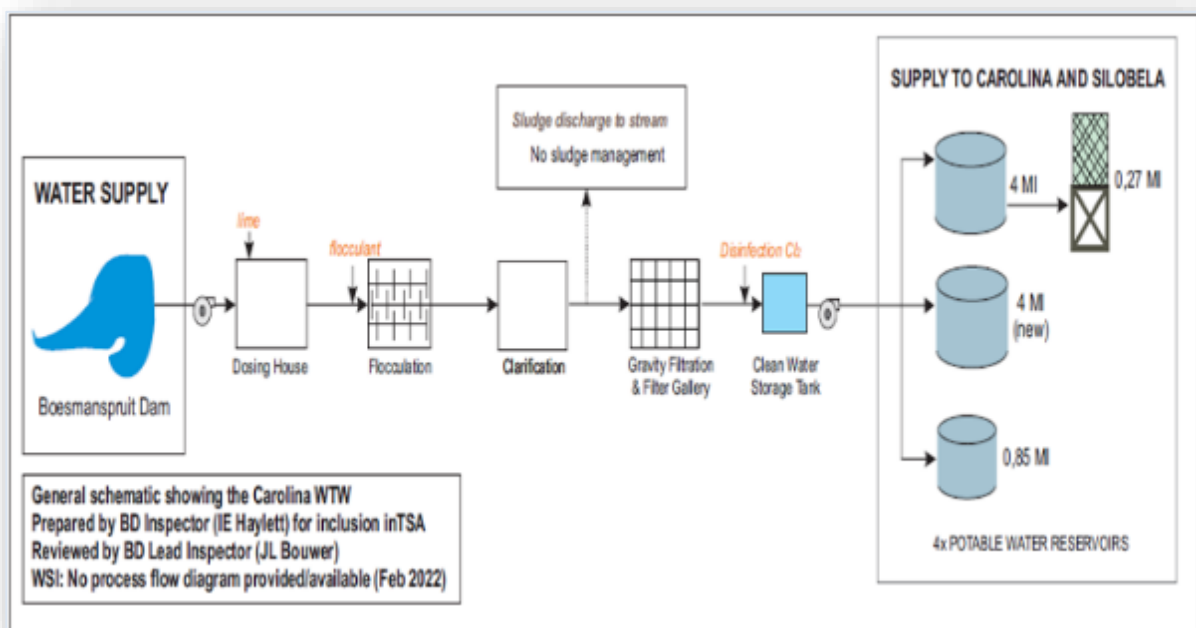 WATER SUPPLY
Boesmanspruit Dam
lime
Dosing House
flocculant
Flocculation
Clarification
Sludge discharge to stream
No sludge management
Gravity Filtration
& Filter Gallery
Disinfection Cl2
Clean Water
Storage Tank
SUPPLY TO CAROLINA AND SILOBELA
4 Ml
0,27 Ml
4 Ml
(new)
0,85 Ml
4x POTABLE WATER RESERVOIRS
General schematic showing the Carolina WTW
Prepared by BD Inspector (IE Haylett) for inclusion inTSA
Reviewed by BD Lead Inspector (JL Bouwer)
WSI: No process flow diagram provided/available (Feb 2022)